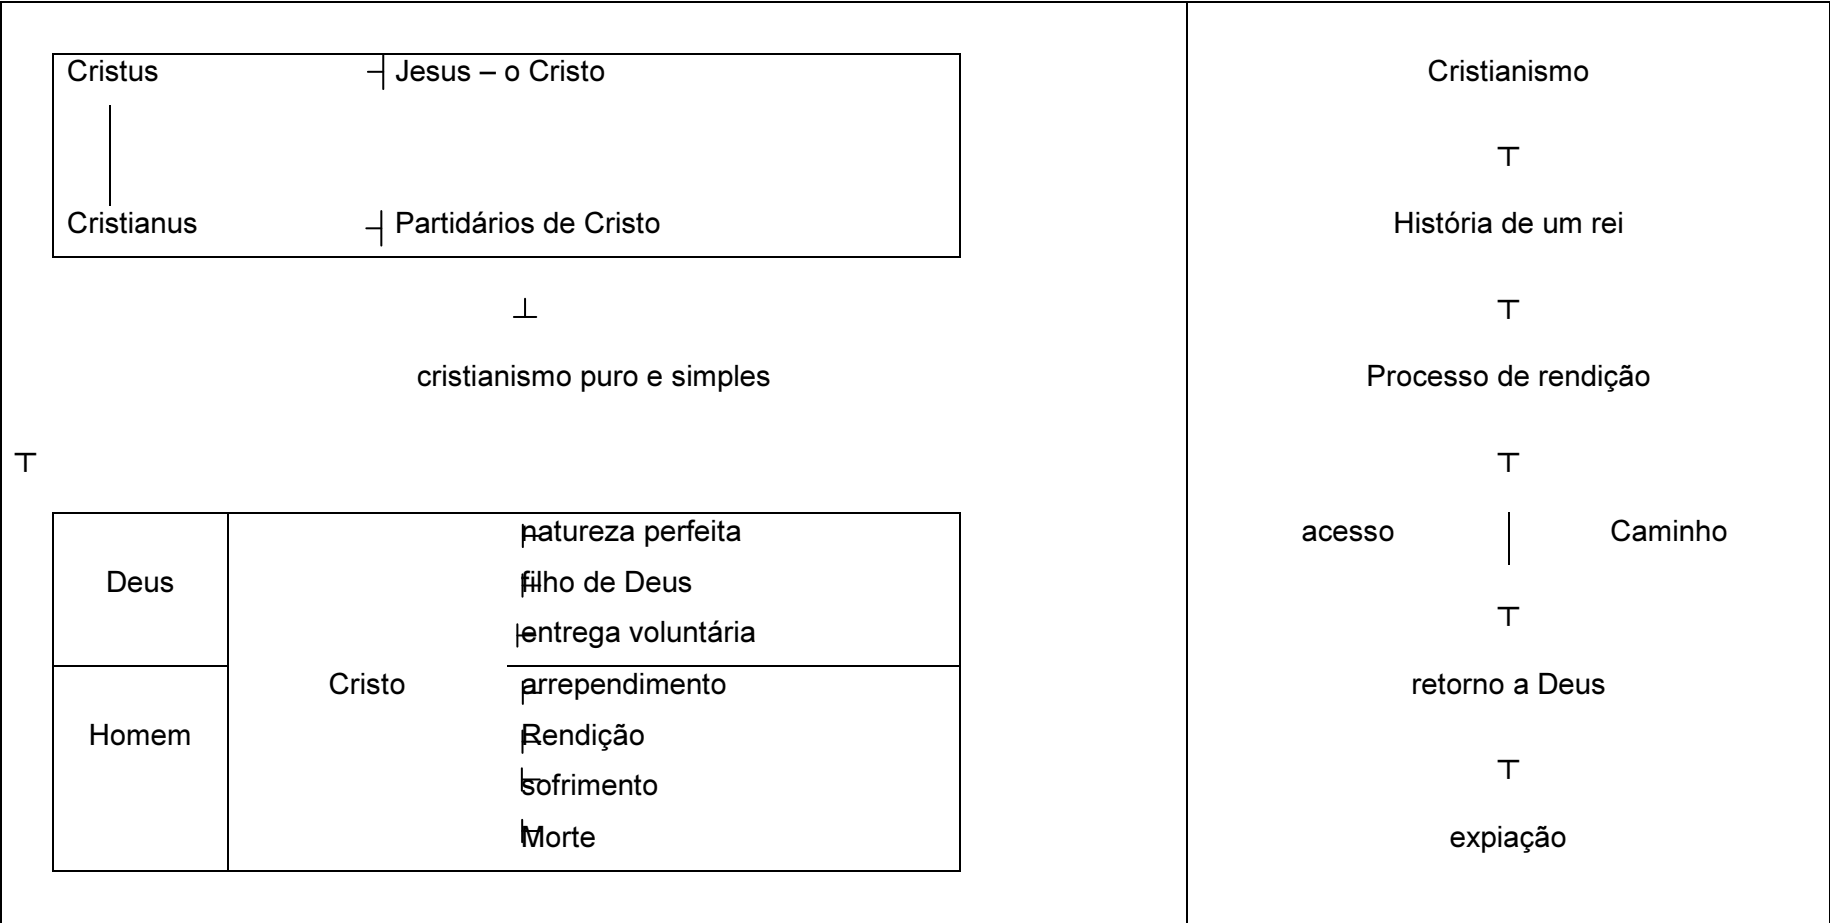 Cristus Jesus – o Cristo
Cristianus Partidários de Cristo
cristianismo puro e simples
Deus
Homem
Cristo
natureza perfeita
filho de Deus
entrega voluntária
arrependimento
Rendição
sofrimento
Morte
Cristianismo
História de um rei
Processo de rendição
acesso Caminho
retorno a Deus
expiação